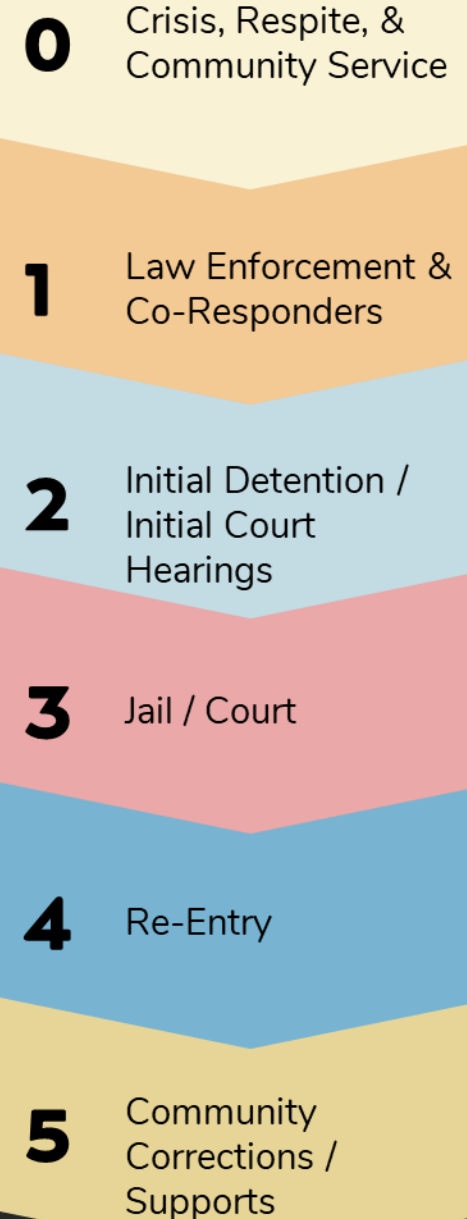 0
Crisis, Respite, &
Community Service
1
Law Enforcement &
Co-Responders
2
Initial Detention /
Initial Court
Hearings
3
Jail / Court
4
Re-Entry
5
Community
Corrections /
Supports